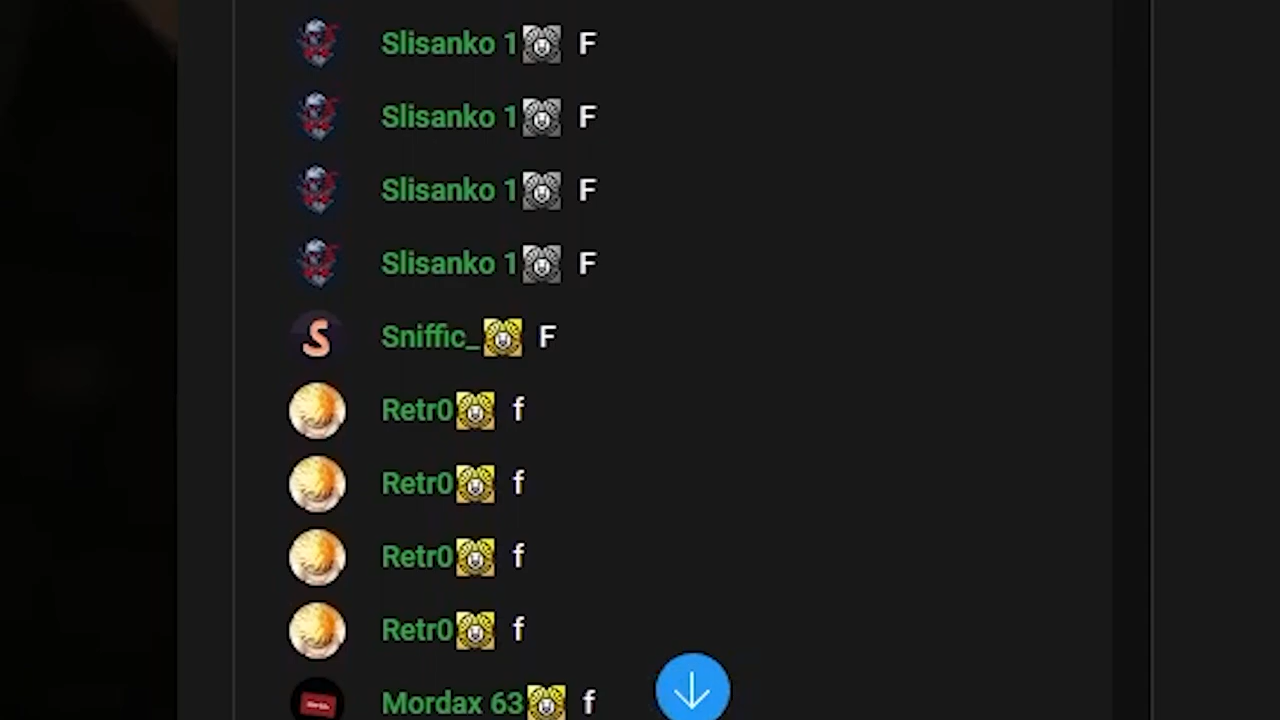 Slisanko 1 F
Slisanko 1 F
Slisanko 1 F
Slisanko 1 F
S Sniffic_ F
Retr0 f
Retr0 f
Retr0 f
Retr0 f
Mordax 63 f